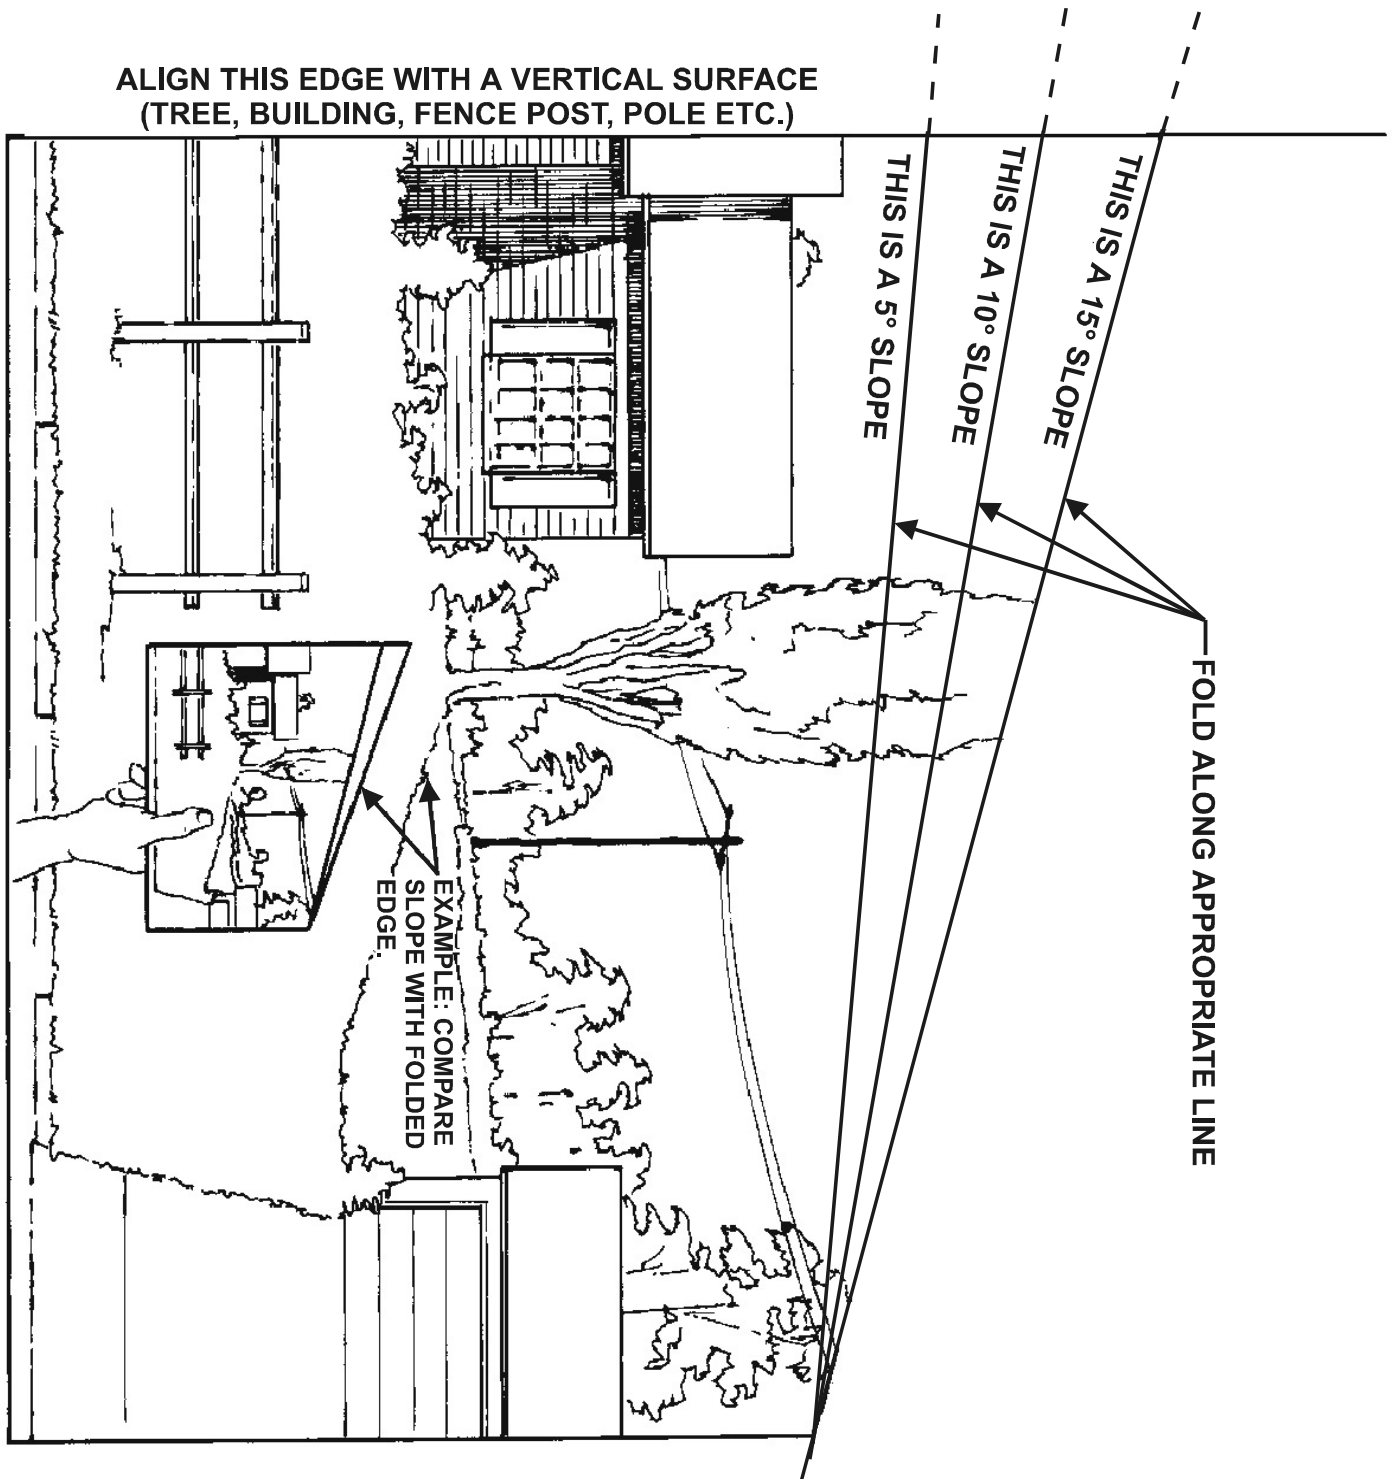 ALIGN THIS EDGE WITH A VERTICAL SURFACE
(TREE, BUILDING, FENCE POST, POLE ETC.)
THIS IS A 5° SLOPE
THIS IS A 10° SLOPE
THIS IS A 15° SLOPE
FOLD ALONG APPROPRIATE LINE
EXAMPLE: COMPARE
SLOPE WITH FOLDED
EDGE.